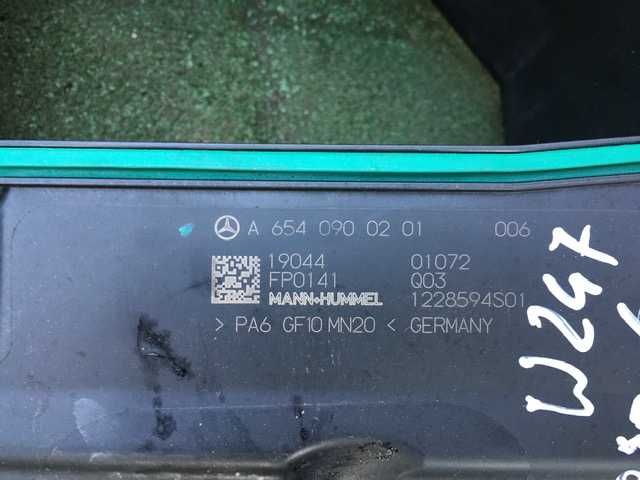 A 654 090 02 01 006
19044 01072
FP0141 Q03
MANN+HUMMEL 1228594S01
> PA6 GF10 MN20 < GERMANY
W247